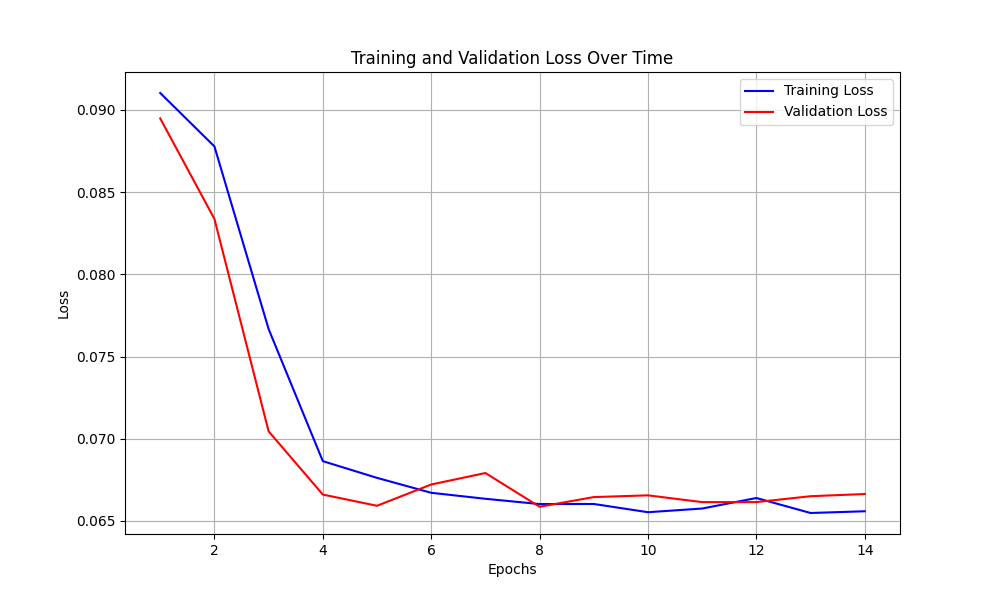 Training and Validation Loss Over Time
Training Loss
Validation Loss
0.090
0.085
0.080
0.075
0.070
0.065
Loss
2 4 6 8 10 12 14
Epochs